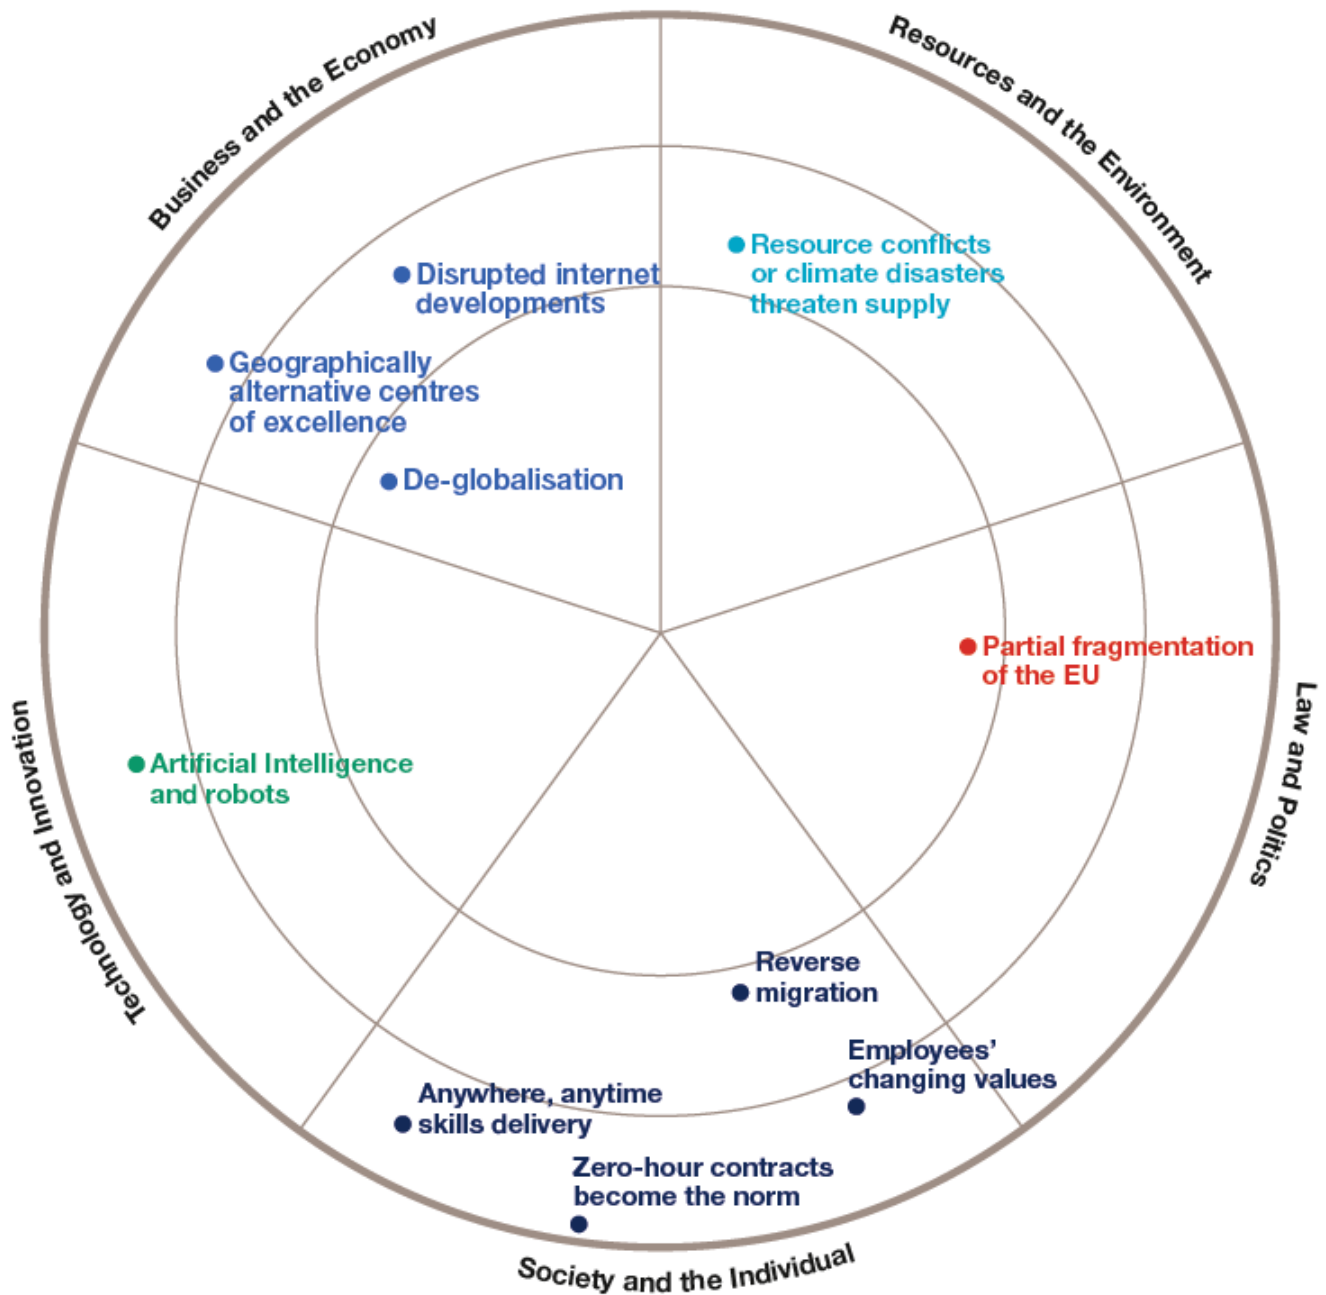 Business and the Economy
Resources and the Environment
Resource conflicts
or climate disasters
threaten supply
Disrupted internet
developments
Geographically
alternative centres
of excellence
De-globalisation
Partial fragmentation
of the EU
Law and Politics
Technology and Innovation
Artificial Intelligence
and robots
Reverse
migration
Employees’
changing values
Anywhere, anytime
skills delivery
Zero-hour contracts
become the norm
Society and the Individual